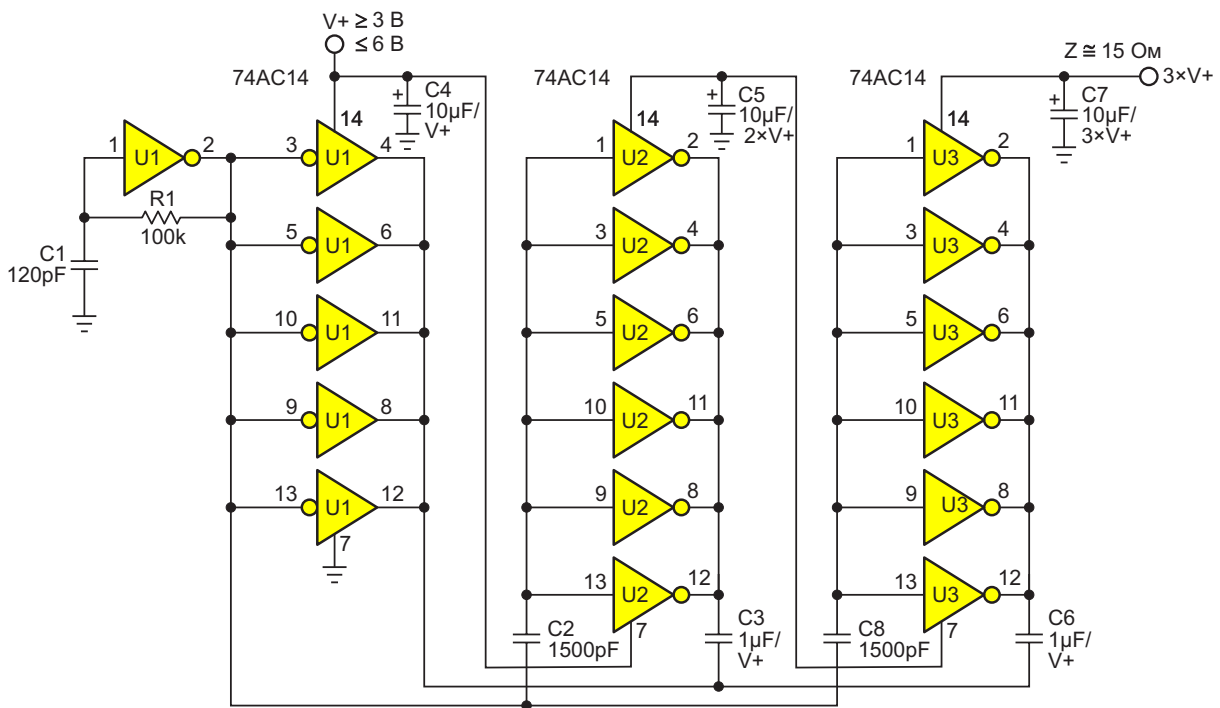 V+ ≥ 3 В
≤ 6 В
Z ≅ 15 Ом
74AC14
C4
10µF/
V+
+
14
74AC14
C5
10µF/
2×V+
+
14
74AC14
3×V+
C7
10µF/
3×V+
+
14
1
U1
2
3
U1
4
1
U2
2
1
U3
2
R1
100k
C1
120pF
5
U1
6
3
U2
4
3
U3
4
10
U1
11
5
U2
6
5
U3
6
9
U1
8
10
U2
11
10
U3
11
13
U1
12
7
9
U2
8
9
U3
8
13
U2
12
7
13
U3
12
7
C2
1500pF
C3
1µF/
V+
C8
1500pF
C6
1µF/
V+